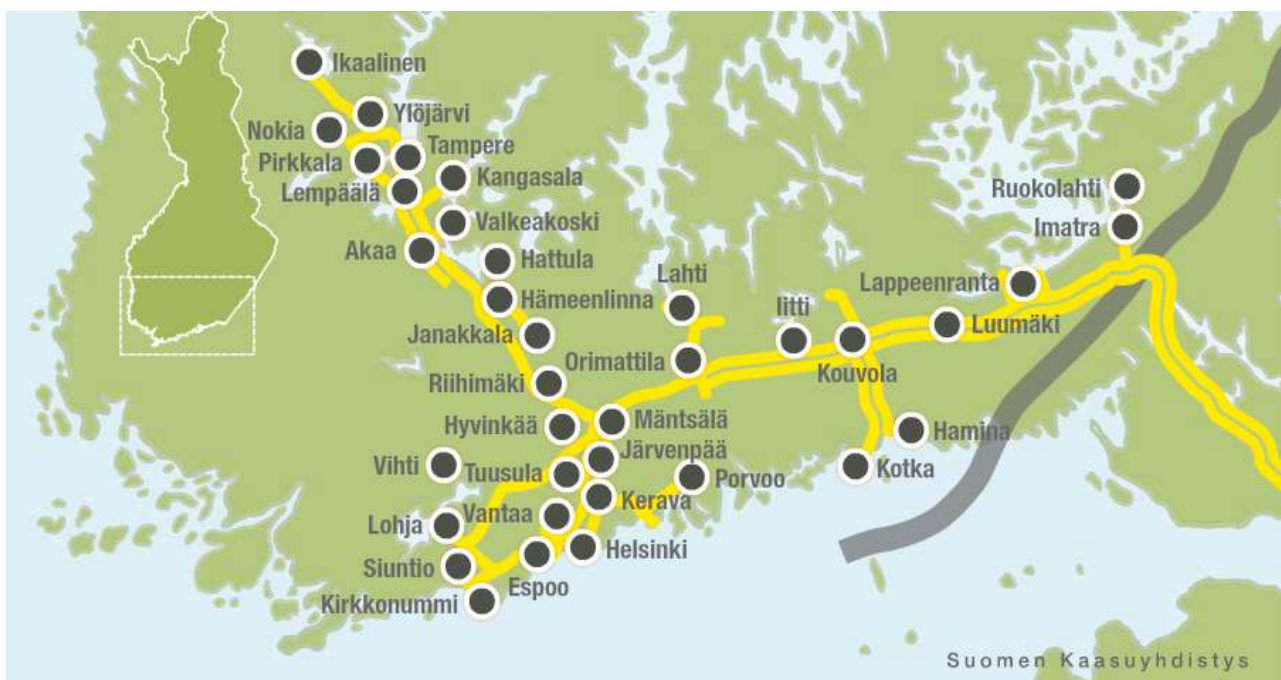 Ikaalinen
Ylöjärvi
Nokia
Tampere
Pirkkala
Kangasala
Lempäälä
Valkeakoski
Akaa
Hattula
Hämeenlinna
Janakkala
Riihimäki
Hyvinkää
Vihti
Tuusula
Lohja
Vantaa
Siuntio
Espoo
Kirkkonummi
Helsinki
Kerava
Järvenpää
Mäntsälä
Porvoo
Lahti
Orimattila
Iitti
Kouvola
Hamina
Kotka
Luumäki
Lappeenranta
Ruokolahti
Imatra
Suomen Kaasuyhdistys